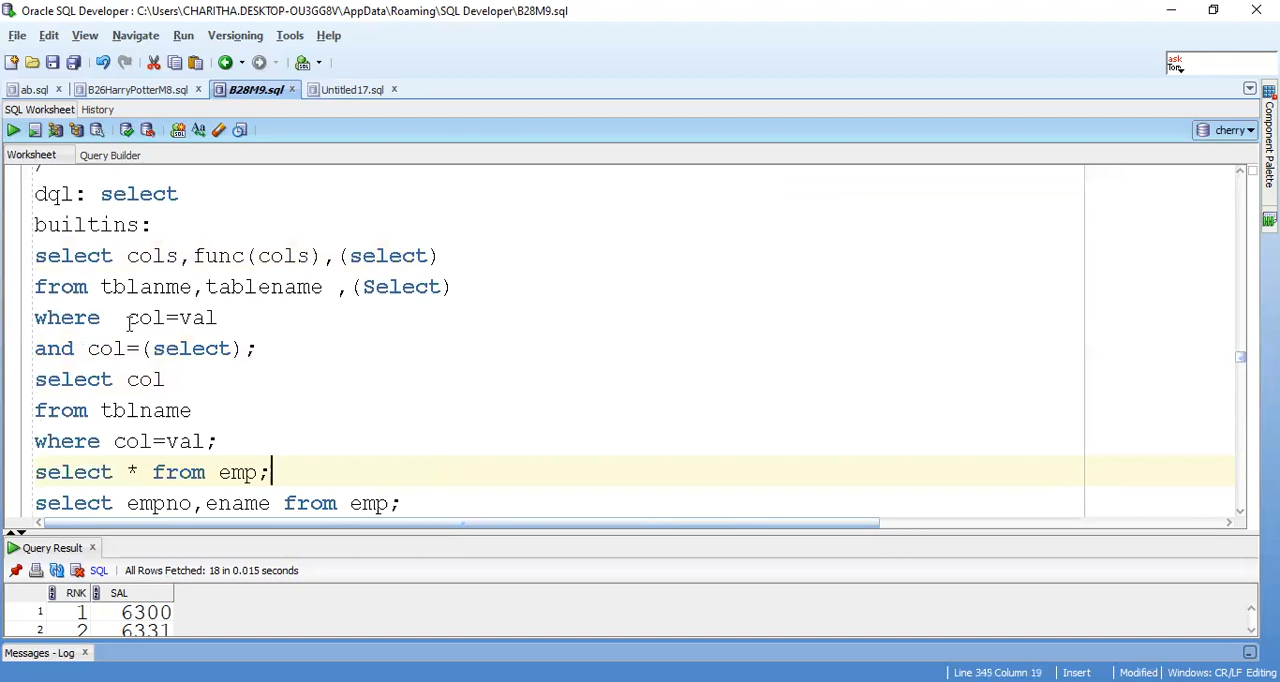 Oracle SQL Developer : C:\Users\CHARITHA.DESKTOP-OU3GG8V\AppData\Roaming\SQL Developer\B28M9.sql
File Edit View Navigate Run Versioning Tools Help
ask
Tom
ab.sql B26HarryPotterM8.sql B28M9.sql Untitled17.sql
SQL Worksheet History
cherry
Worksheet Query Builder
/
dql: select
builtins:
select cols,func(cols),(select)
from tblanme,tablename ,(Select)
where col=val
and col=(select);
select col
from tblname
where col=val;
select * from emp;
select empno,ename from emp;
Query Result
SQL All Rows Fetched: 18 in 0.015 seconds
RNK SAL
1 1 6300
2 2 6331
Messages - Log
Line 345 Column 19 Insert Modified Windows: CR/LF Editing
Component Palette